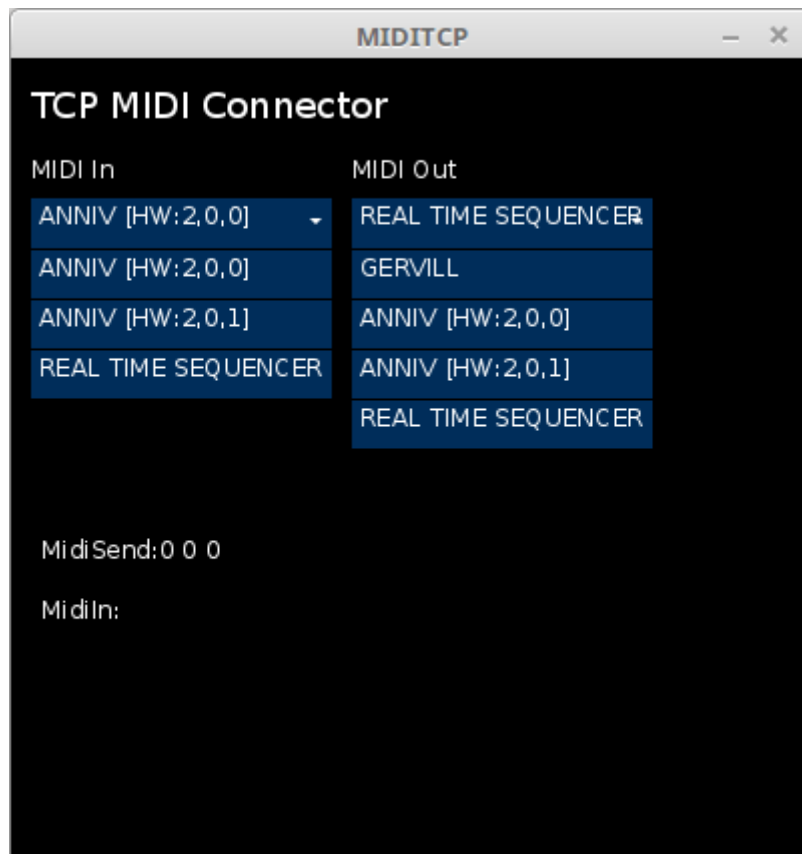 MIDITCP
TCP MIDI Connector
MIDI In
ANNIV [HW:2,0,0]
ANNIV [HW:2,0,0]
ANNIV [HW:2,0,1]
REAL TIME SEQUENCER
MIDI Out
REAL TIME SEQUENCER
GERVILL
ANNIV [HW:2,0,0]
ANNIV [HW:2,0,1]
REAL TIME SEQUENCER
MidiSend:0 0 0
MidiIn: